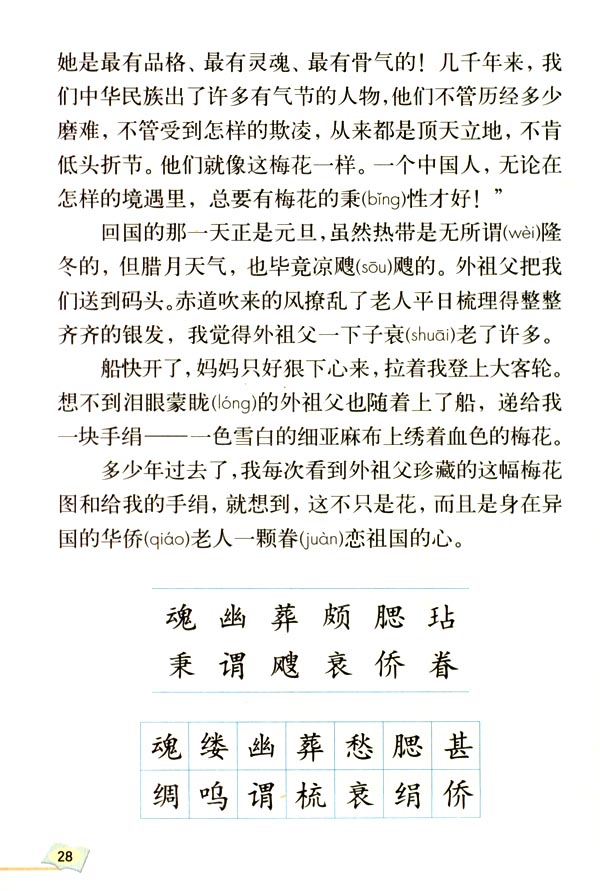 她是最有品格、最有灵魂、最有骨气的！几千年来，我
们中华民族出了许多有气节的人物，他们不管历经多少
磨难，不管受到怎样的欺凌，从来都是顶天立地，不肯
低头折节。他们就像这梅花一样。一个中国人，无论在
怎样的境遇里，总要有梅花的秉(bǐng)性才好！”
回国的那一天正是元旦，虽然热带是无所谓(wèi)隆
冬的，但腊月天气，也毕竟凉飕(sōu)飕的。外祖父把我
们送到码头。赤道吹来的风撩乱了老人平日梳理得整整
齐齐的银发，我觉得外祖父一下子衰(shuāi)老了许多。
船快开了，妈妈只好狠下心来，拉着我登上大客轮。
想不到泪眼蒙眬(lóng)的外祖父也随着上了船，递给我
一块手绢——一色雪白的细亚麻布上绣着血色的梅花。
多少年过去了，我每次看到外祖父珍藏的这幅梅花
图和给我的手绢，就想到，这不只是花，而且是身在异
国的华侨(qiáo)老人一颗眷(juàn)恋祖国的心。
魂 幽 葬 颇 腮 玷
秉 谓 飕 衰 侨 眷
魂 缕 幽 葬 愁 腮 甚
绸 呜 谓 梳 衰 绢 侨
28